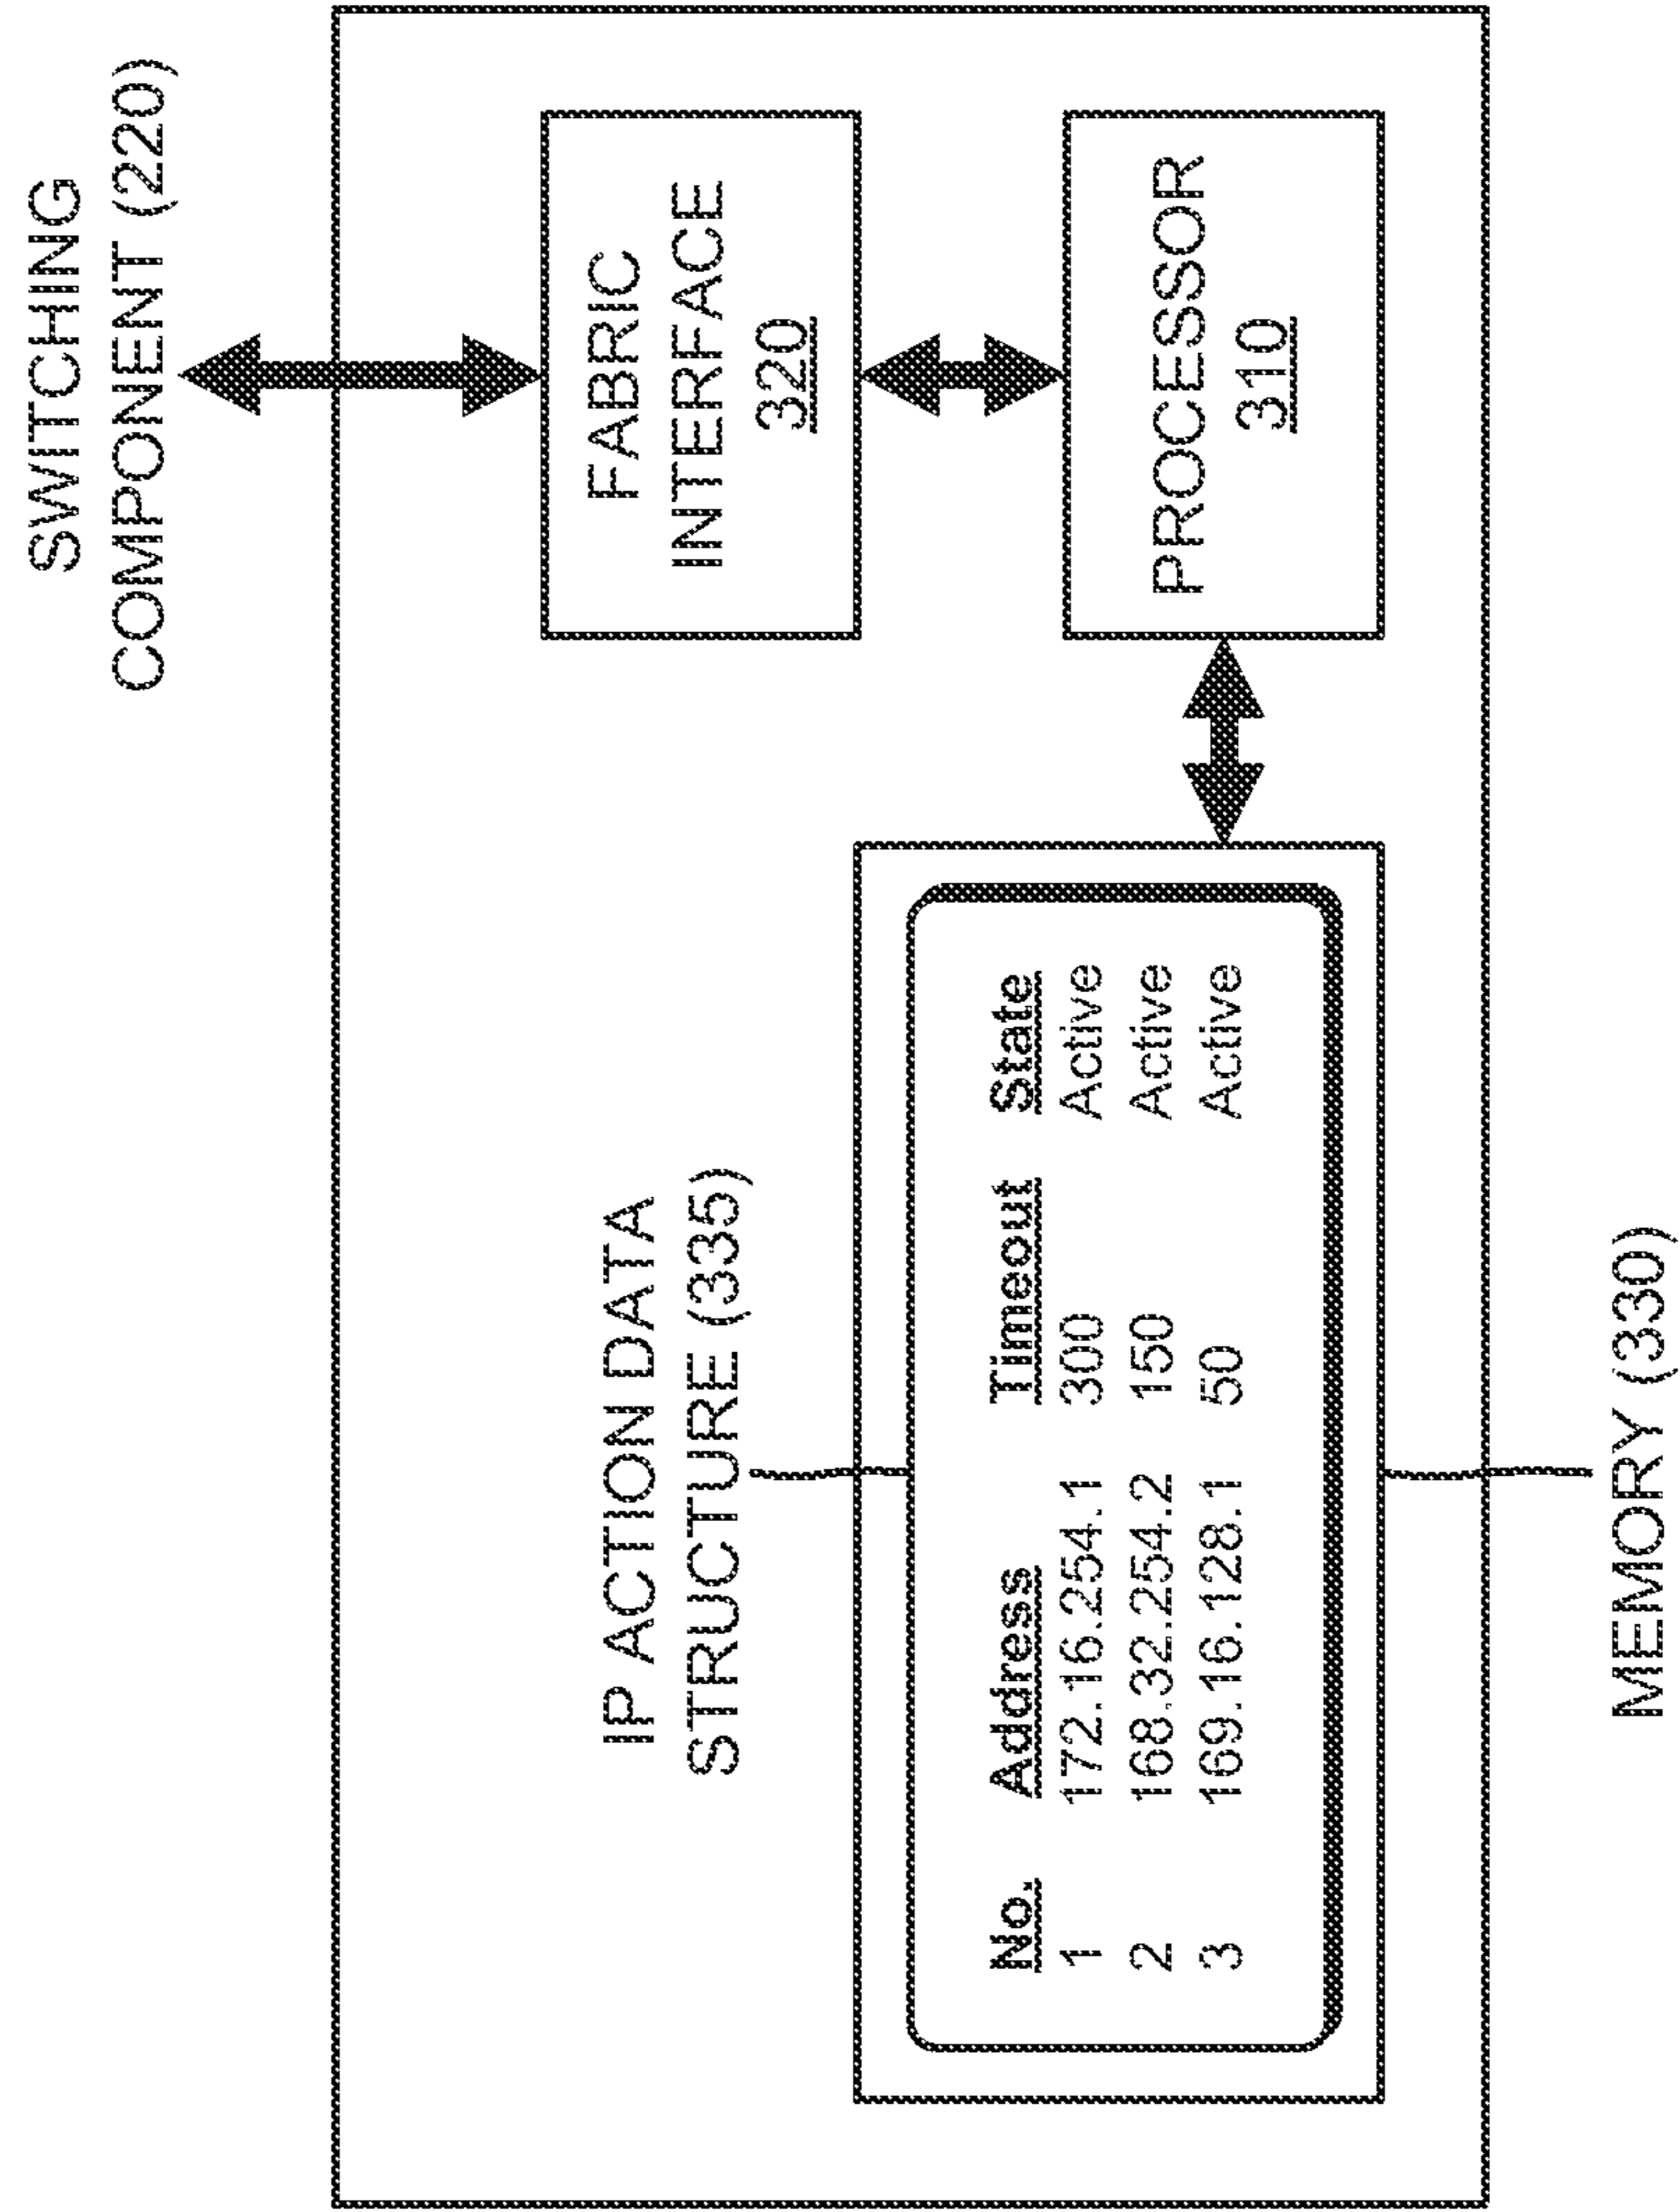 SWITCHING
COMPONENT (220)
FABRIC
INTERFACE
320
IP ACTION DATA
STRUCTURE (335)
No. Address Timeout State
1 172.16.254.1 300 Active
2 168.32.254.2 150 Active
3 169.16.128.1 50 Active
PROCESSOR
310
MEMORY (330)